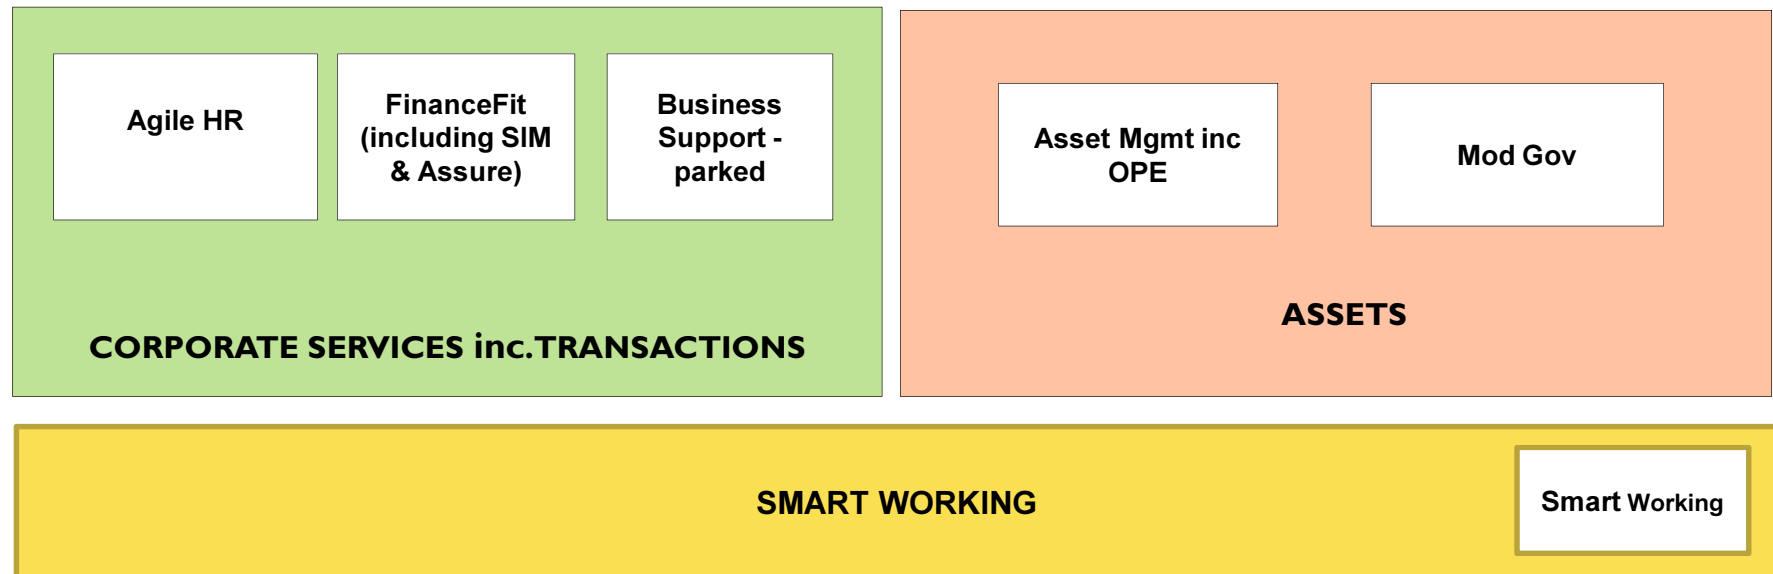 Agile HR
FinanceFit
(including SIM
& Assure)
Business
Support -
parked
CORPORATE SERVICES inc.TRANSACTIONS
Asset Mgmt inc
OPE
Mod Gov
ASSETS
SMART WORKING
Smart Working